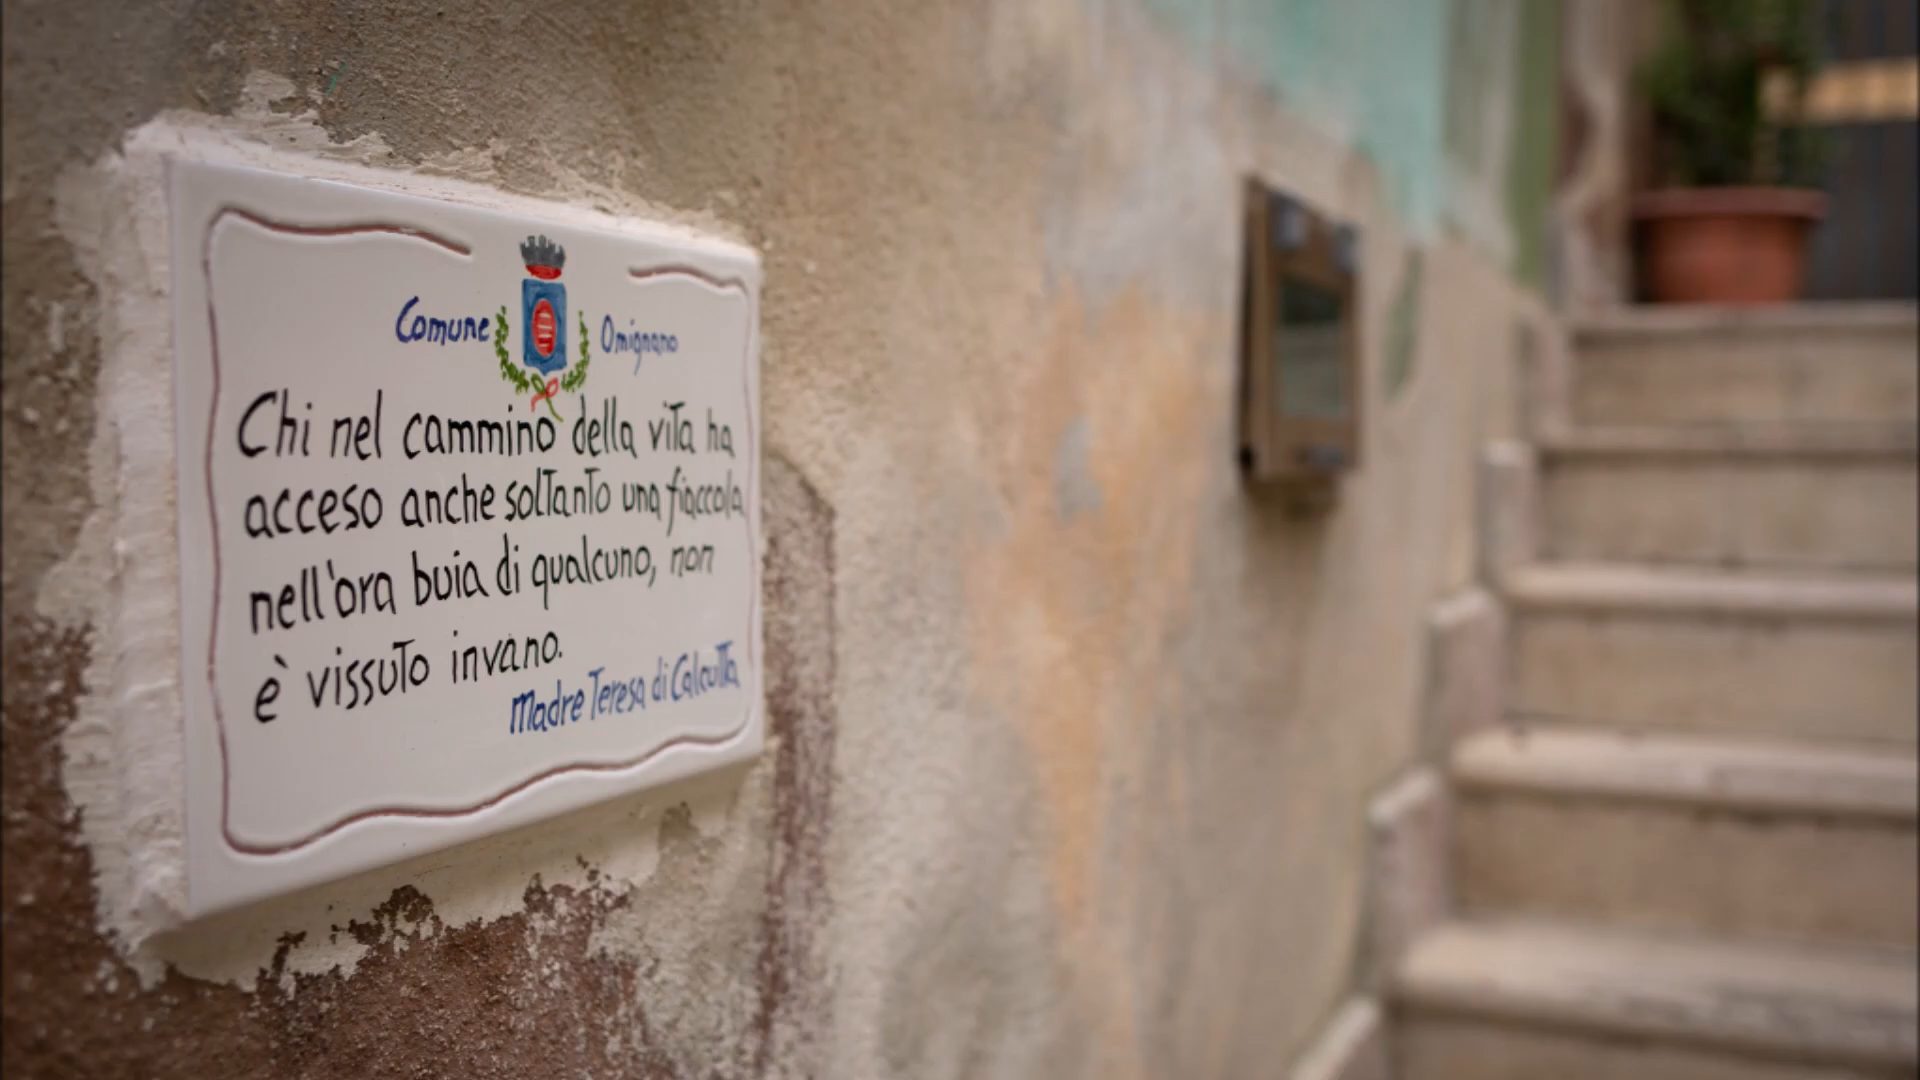 Comune Omignano
Chi nel cammino della vita ha
acceso anche soltanto una fiaccola
nell'ora buia di qualcuno, non
è vissuto invano.
Madre Teresa di Calcutta